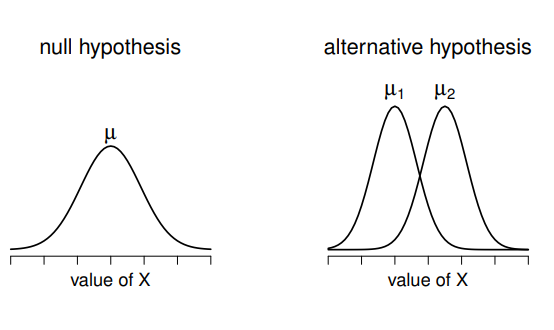 null hypothesis
μ
value of X
alternative hypothesis
μ1 μ2
value of X